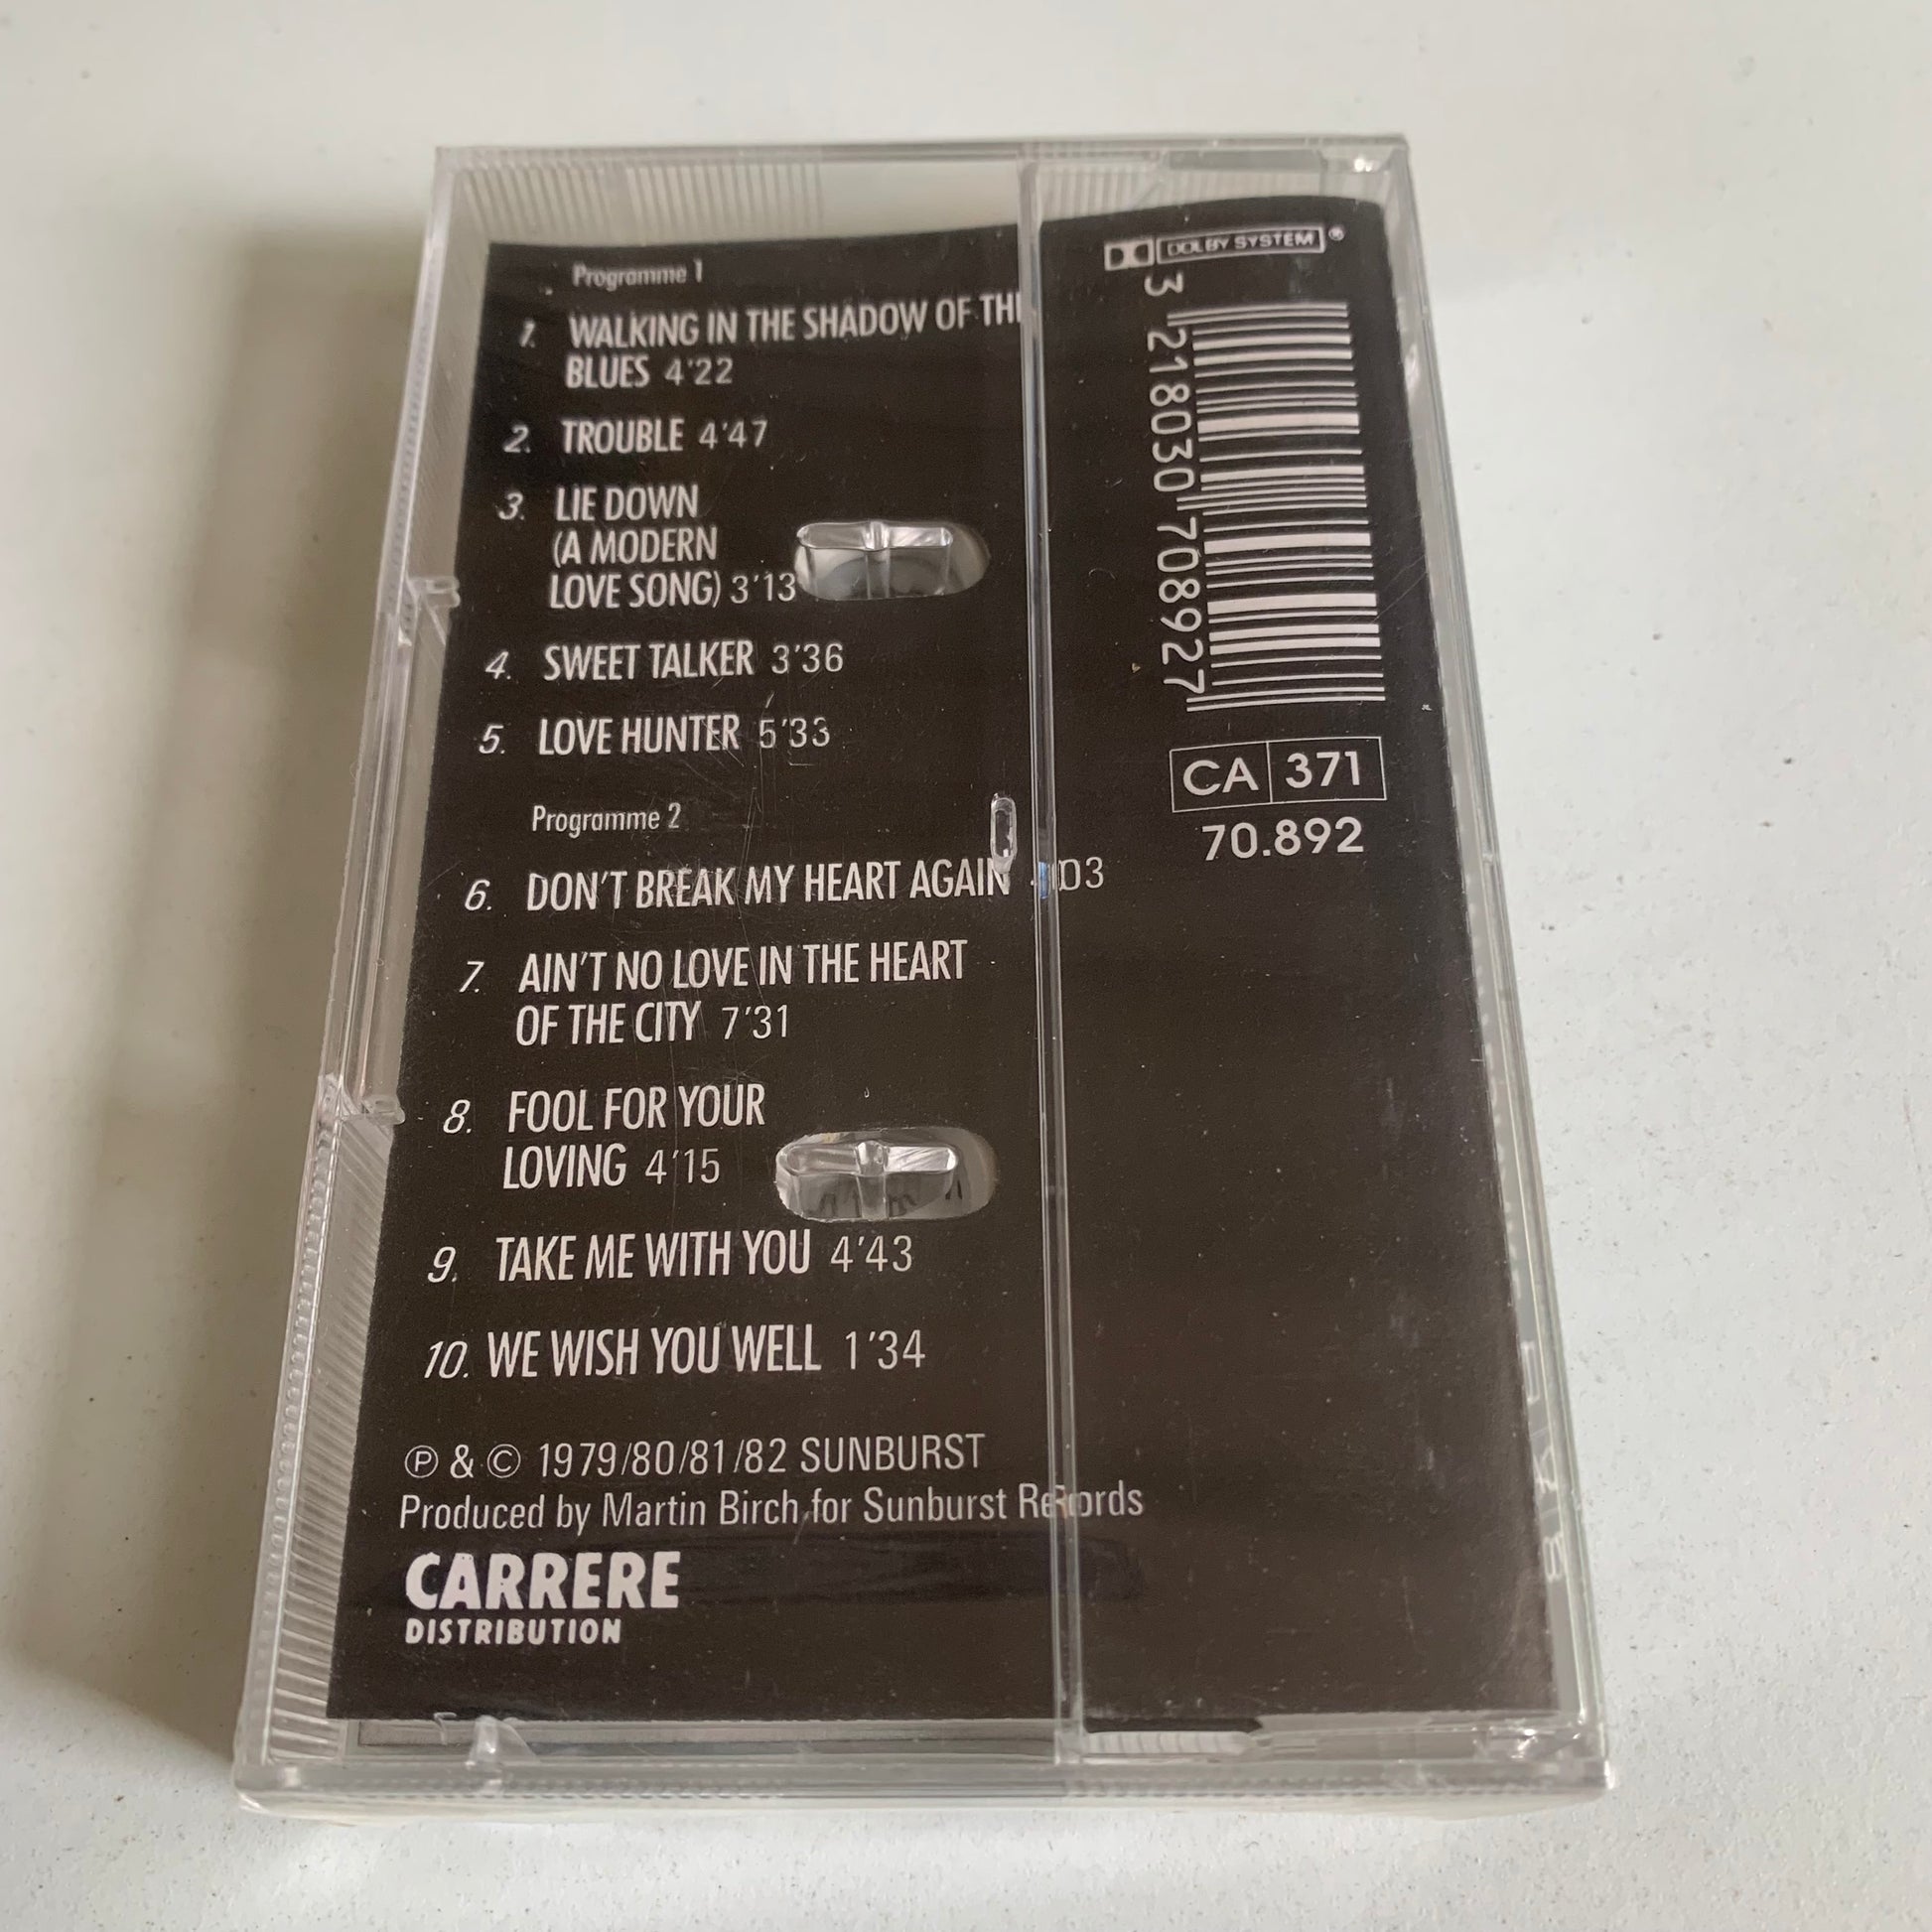 Programme 1
1. WALKING IN THE SHADOW OF THE
BLUES 4'22
2. TROUBLE 4'47
3. LIE DOWN
(A MODERN
LOVE SONG) 3'13
4. SWEET TALKER 3'36
5. LOVE HUNTER 5'33
Programme 2
6. DON'T BREAK MY HEART AGAIN 4'03
7. AIN'T NO LOVE IN THE HEART
OF THE CITY 7'31
8. FOOL FOR YOUR
LOVING 4'15
9. TAKE ME WITH YOU 4'43
10. WE WISH YOU WELL 1'34
℗ & © 1979/80/81/82 SUNBURST
Produced by Martin Birch for Sunburst Records
CARRERE
DISTRIBUTION
DOLBY SYSTEM ®
3 218030 708927
CA 371
70.892